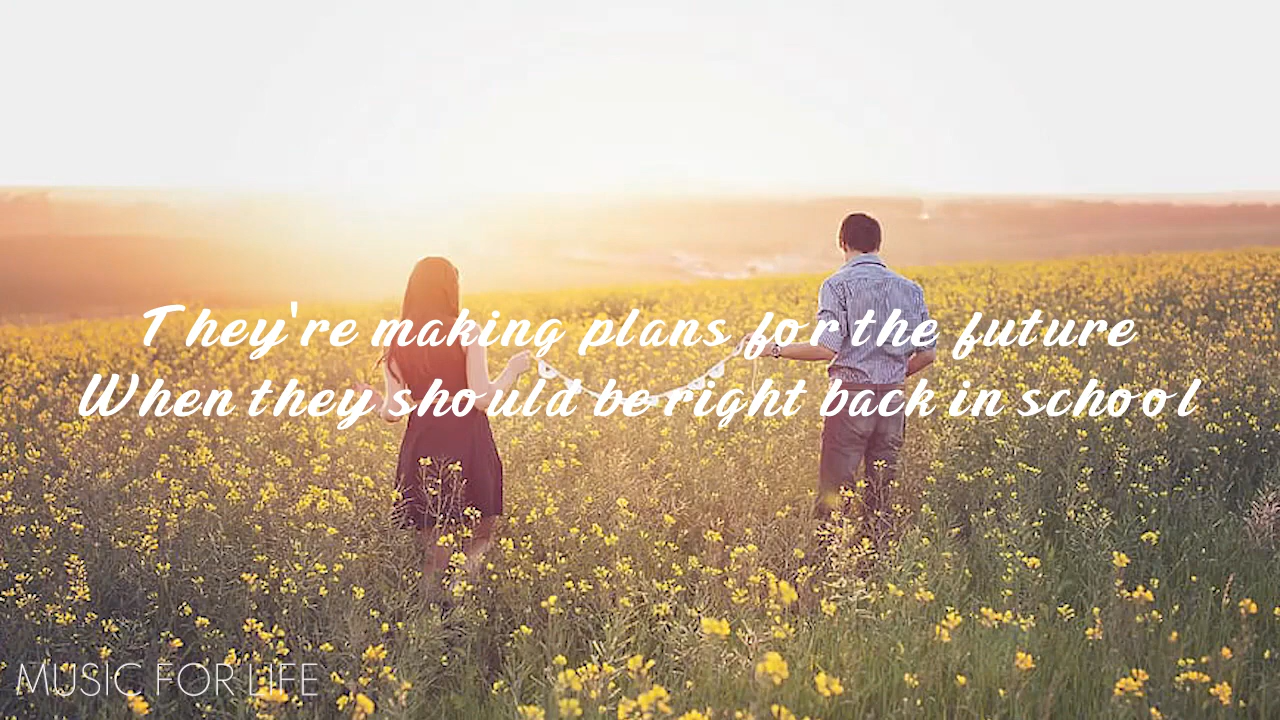 They're making plans for the future
When they should be right back in school
MUSIC FOR LIFE